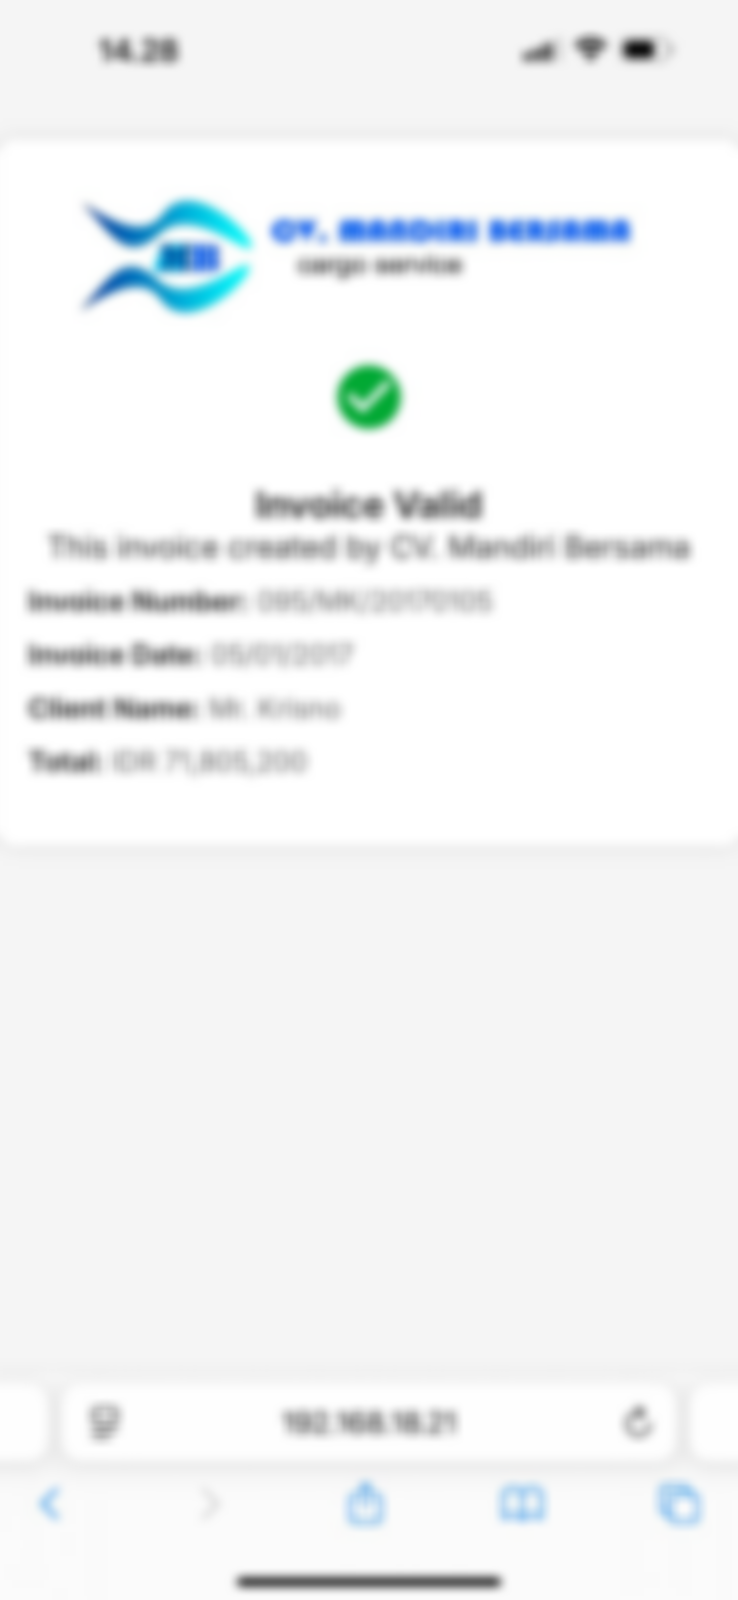 14.28
MB
CV. MANDIRI BERSAMA
cargo service
Invoice Valid
This invoice created by CV. Mandiri Bersama
Invoice Number: 095/MK/20170105
Invoice Date: 05/01/2017
Client Name: Mr. Krisno
Total: IDR 71,805,200
192.168.18.21